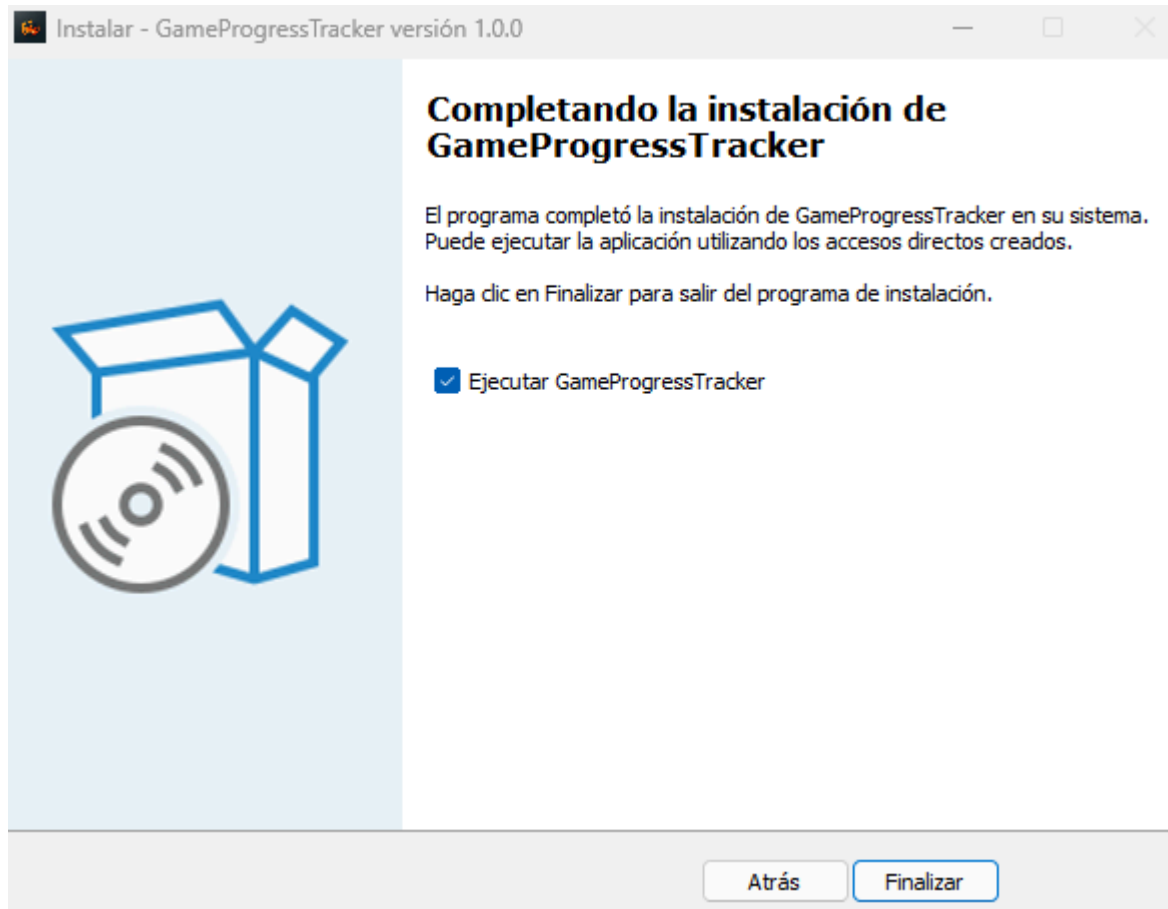 Instalar - GameProgressTracker versión 1.0.0
Completando la instalación de
GameProgressTracker
El programa completó la instalación de GameProgressTracker en su sistema.
Puede ejecutar la aplicación utilizando los accesos directos creados.
Haga clic en Finalizar para salir del programa de instalación.
Ejecutar GameProgressTracker
Atrás
Finalizar